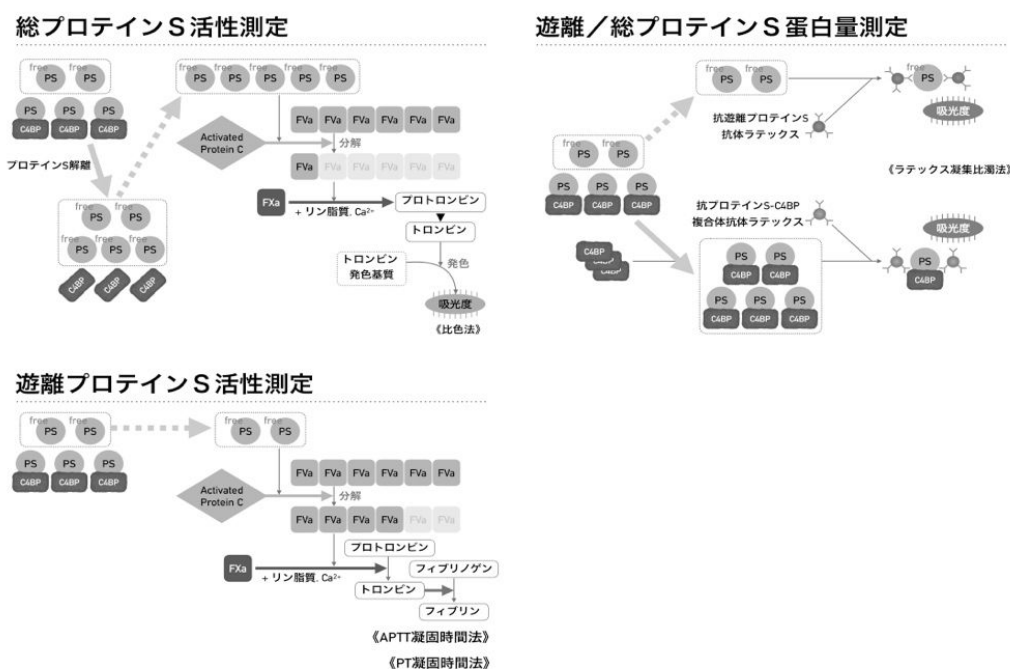 総プロテインS活性測定
free PS free PS
PS PS PS
C4BP C4BP C4BP
プロテインS解離
free PS free PS
free PS free PS free PS
C4BP C4BP C4BP
free PS free PS free PS free PS free PS
Activated
Protein C
FVa FVa FVa FVa FVa FVa
分解
FVa FVa FVa FVa FVa FVa
FXa
+ リン脂質, Ca²⁺
プロトロンビン
トロンビン
トロンビン
発色基質
発色
吸光度
《比色法》
遊離／総プロテインS蛋白量測定
free PS free PS
PS PS PS
C4BP C4BP C4BP
free PS free PS
抗遊離プロテインS
抗体ラテックス
free PS
吸光度
《ラテックス凝集比濁法》
抗プロテインS-C4BP
複合体抗体ラテックス
C4BP
C4BP
PS PS
C4BP C4BP
PS PS PS
C4BP C4BP C4BP
吸光度
PS
C4BP
遊離プロテインS活性測定
free PS free PS
PS PS PS
C4BP C4BP C4BP
free PS free PS
Activated
Protein C
FVa FVa FVa FVa FVa FVa
分解
FVa FVa FVa FVa FVa FVa
FXa
+ リン脂質, Ca²⁺
プロトロンビン
フィブリノゲン
トロンビン
フィブリン
《APTT凝固時間法》
《PT凝固時間法》